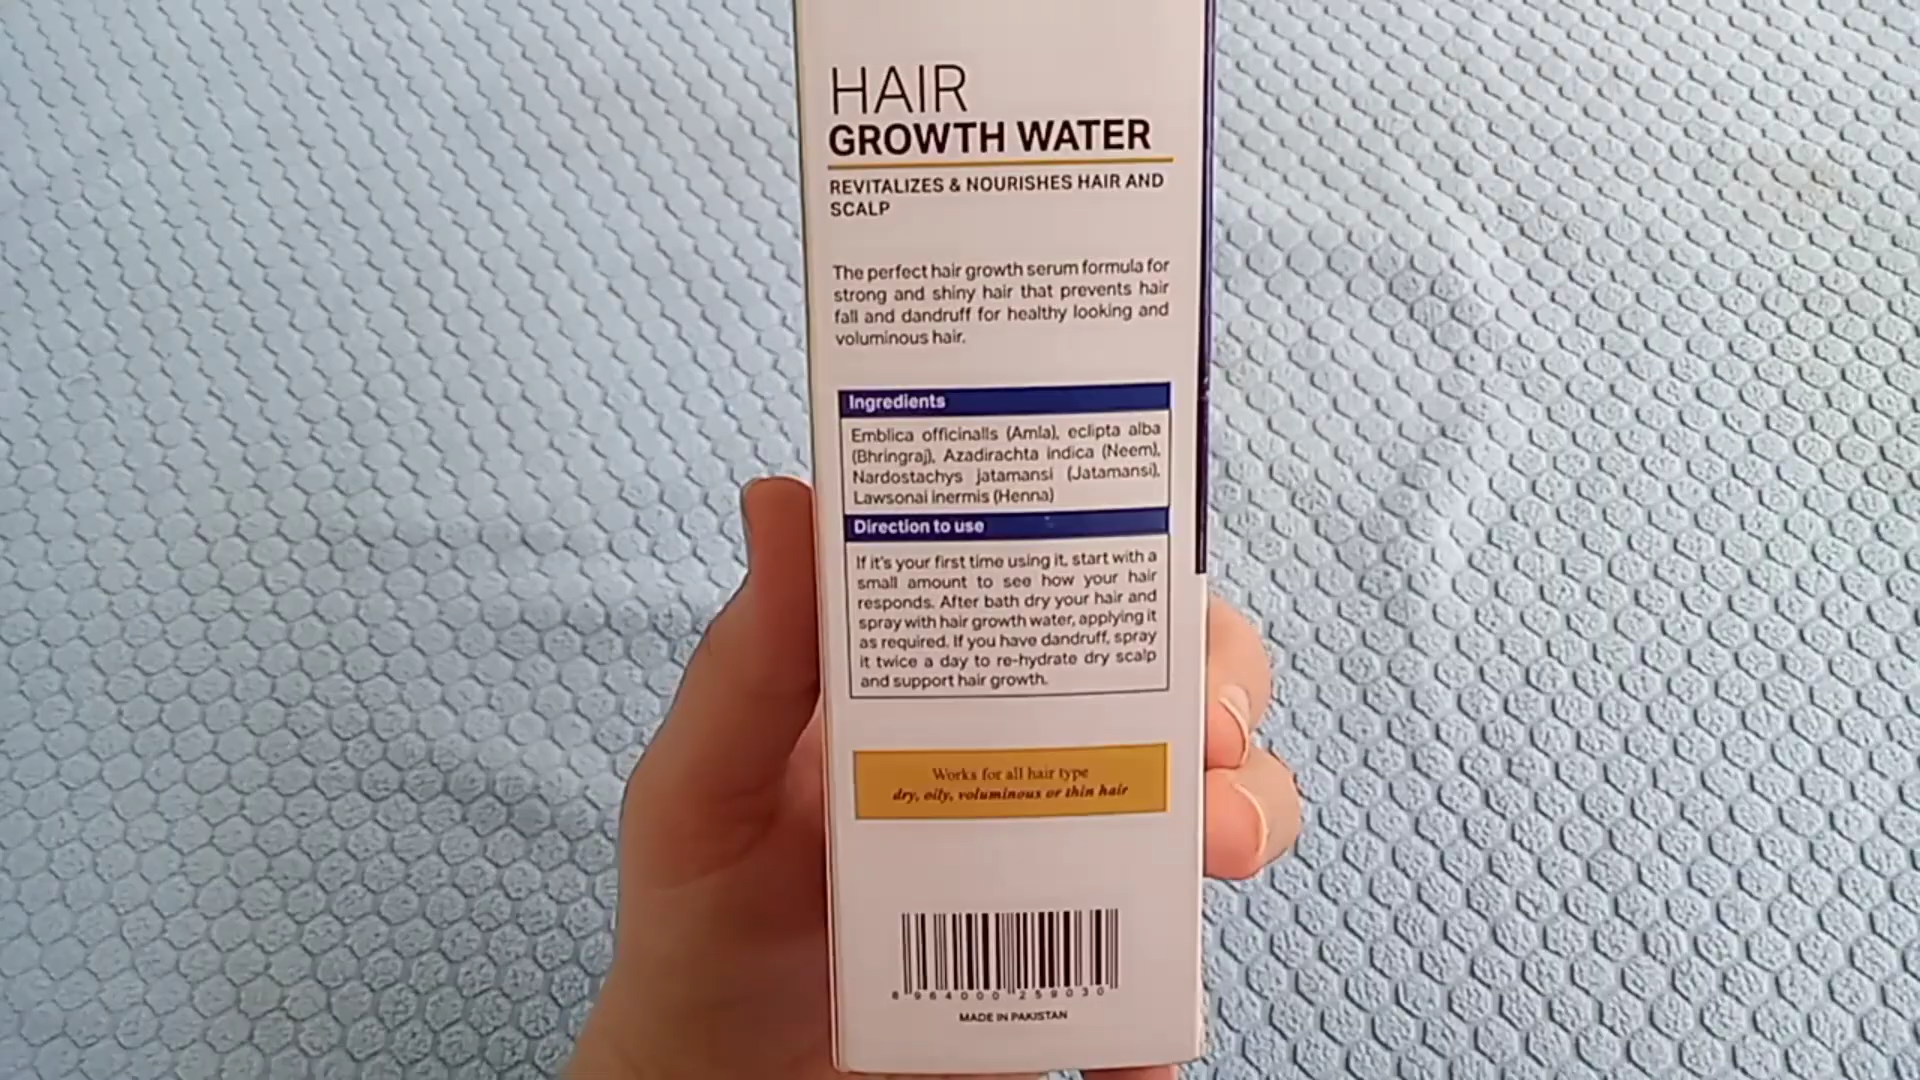 HAIR
GROWTH WATER
REVITALIZES & NOURISHES HAIR AND
SCALP
The perfect hair growth serum formula for
strong and shiny hair that prevents hair
fall and dandruff for healthy looking and
voluminous hair.
Ingredients
Emblica officinalls (Amla), eclipta alba
(Bhringraj), Azadirachta indica (Neem),
Nardostachys jatamansi (Jatamansi),
Lawsonai inermis (Henna)
Direction to use
If it's your first time using it, start with a
small amount to see how your hair
responds. After bath dry your hair and
spray with hair growth water, applying it
as required. If you have dandruff, spray
it twice a day to re-hydrate dry scalp
and support hair growth.
Works for all hair type
dry, oily, voluminous or thin hair
8 964000 259030
MADE IN PAKISTAN